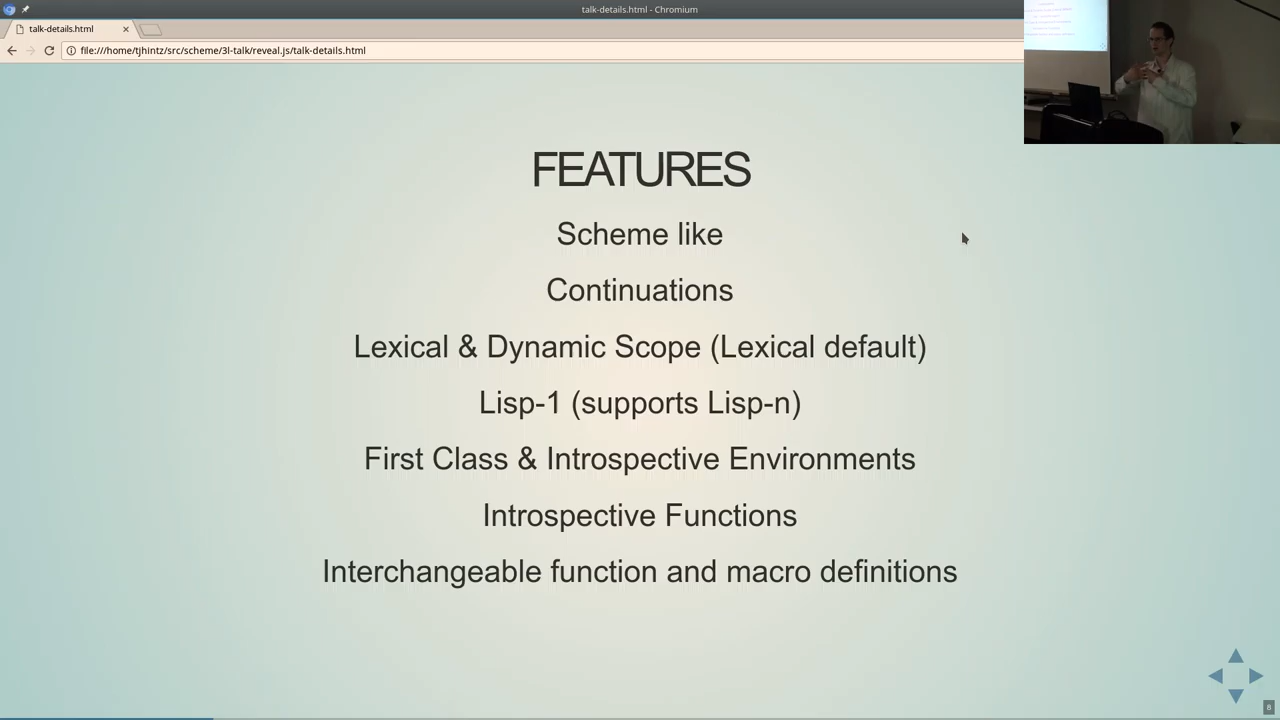 talk-details.html - Chromium
talk-details.html
file:///home/tjhintz/src/scheme/3l-talk/reveal.js/talk-details.html
FEATURES
Scheme like
Continuations
Lexical & Dynamic Scope (Lexical default)
Lisp-1 (supports Lisp-n)
First Class & Introspective Environments
Introspective Functions
Interchangeable function and macro definitions
8